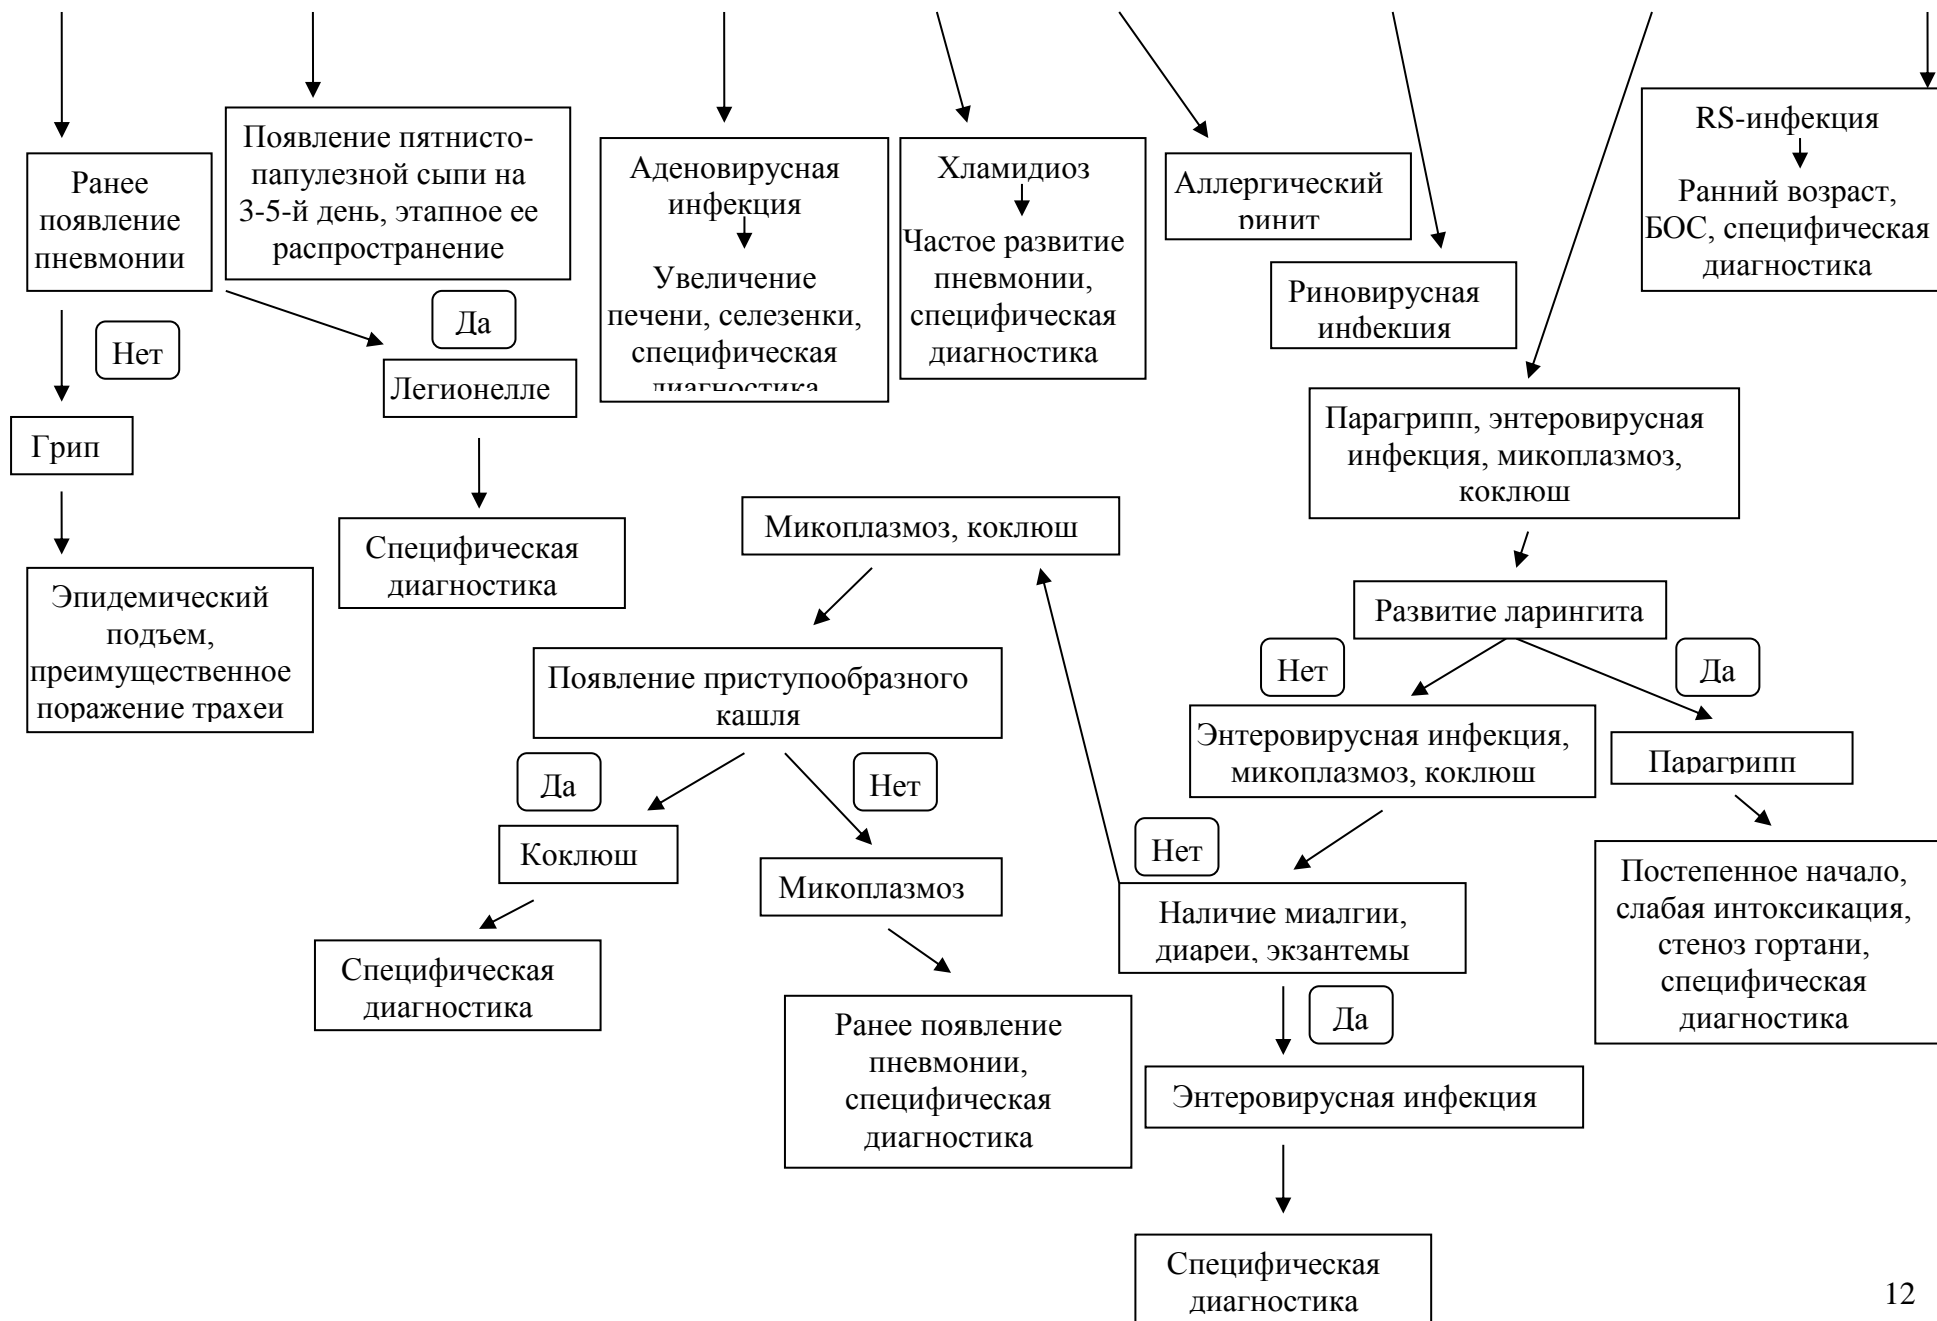 Ранее
появление
пневмонии
Появление пятнисто-
папулезной сыпи на
3-5-й день, этапное ее
распространение
Аденовирусная
инфекция
Увеличение
печени, селезенки,
специфическая
диагностика
Хламидиоз
Частое развитие
пневмонии,
специфическая
диагностика
Аллергический
ринит
Риновирусная
инфекция
RS-инфекция
Ранний возраст,
БОС, специфическая
диагностика
Нет
Да
Легионелле
Грип
Специфическая
диагностика
Эпидемический
подъем,
преимущественное
поражение трахеи
Парагрипп, энтеровирусная
инфекция, микоплазмоз,
коклюш
Микоплазмоз, коклюш
Развитие ларингита
Нет
Да
Появление приступообразного
кашля
Энтеровирусная инфекция,
микоплазмоз, коклюш
Парагрипп
Да
Нет
Коклюш
Микоплазмоз
Нет
Наличие миалгии,
диареи, экзантемы
Постепенное начало,
слабая интоксикация,
стеноз гортани,
специфическая
диагностика
Специфическая
диагностика
Ранее появление
пневмонии,
специфическая
диагностика
Да
Энтеровирусная инфекция
Специфическая
диагностика
12